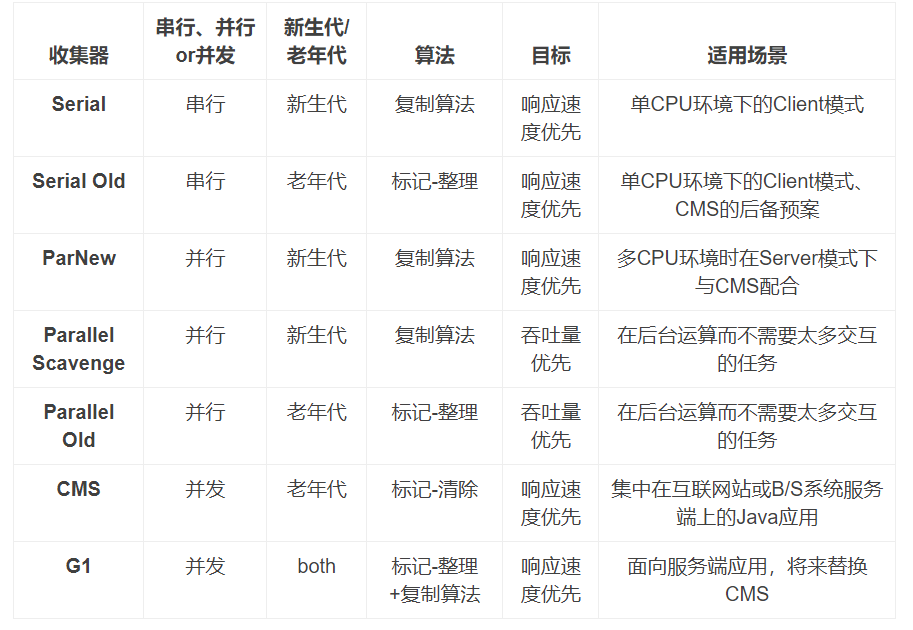 收集器
串行、并行
or并发
新生代/
老年代
算法
目标
适用场景
Serial
串行
新生代
复制算法
响应速
度优先
单CPU环境下的Client模式
Serial Old
串行
老年代
标记-整理
响应速
度优先
单CPU环境下的Client模式、
CMS的后备预案
ParNew
并行
新生代
复制算法
响应速
度优先
多CPU环境时在Server模式下
与CMS配合
Parallel
Scavenge
并行
新生代
复制算法
吞吐量
优先
在后台运算而不需要太多交互
的任务
Parallel
Old
并行
老年代
标记-整理
吞吐量
优先
在后台运算而不需要太多交互
的任务
CMS
并发
老年代
标记-清除
响应速
度优先
集中在互联网站或B/S系统服务
端上的Java应用
G1
并发
both
标记-整理
+复制算法
响应速
度优先
面向服务端应用，将来替换
CMS